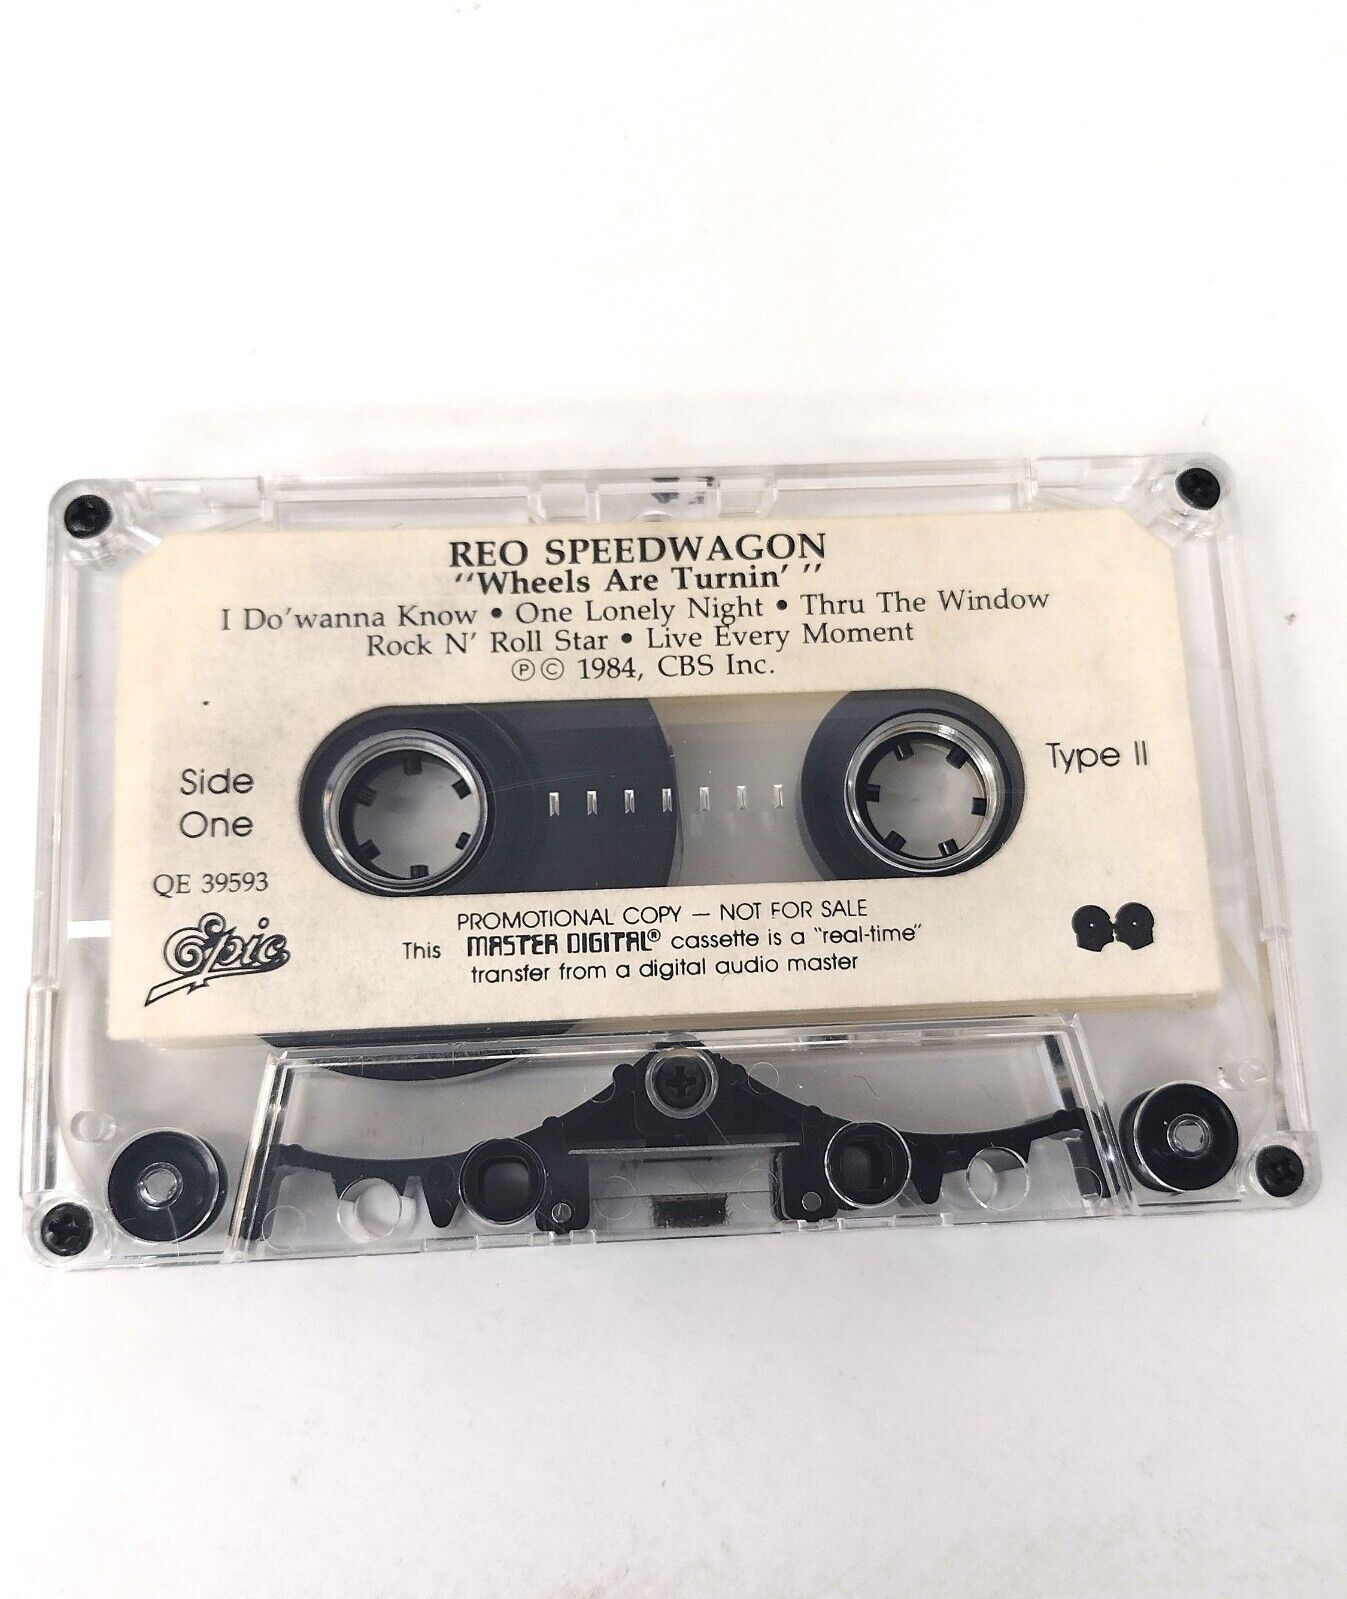 REO SPEEDWAGON
"Wheels Are Turnin' "
I Do'wanna Know • One Lonely Night • Thru The Window
Rock N' Roll Star • Live Every Moment
Ⓟ© 1984, CBS Inc.
Side
One
Type II
QE 39593
Epic
PROMOTIONAL COPY — NOT FOR SALE
This MASTER DIGITAL® cassette is a "real-time"
transfer from a digital audio master